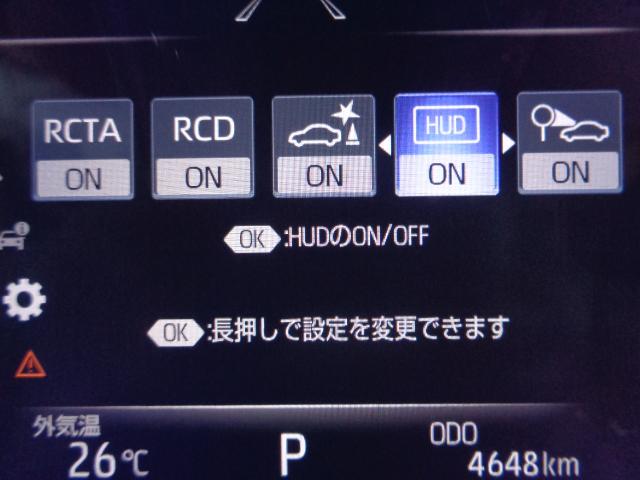 RCTA RCD HUD
ON ON ON ON ON
OK :HUDのON/OFF
OK :長押しで設定を変更できます
外気温 ODO
26℃ P 4648km